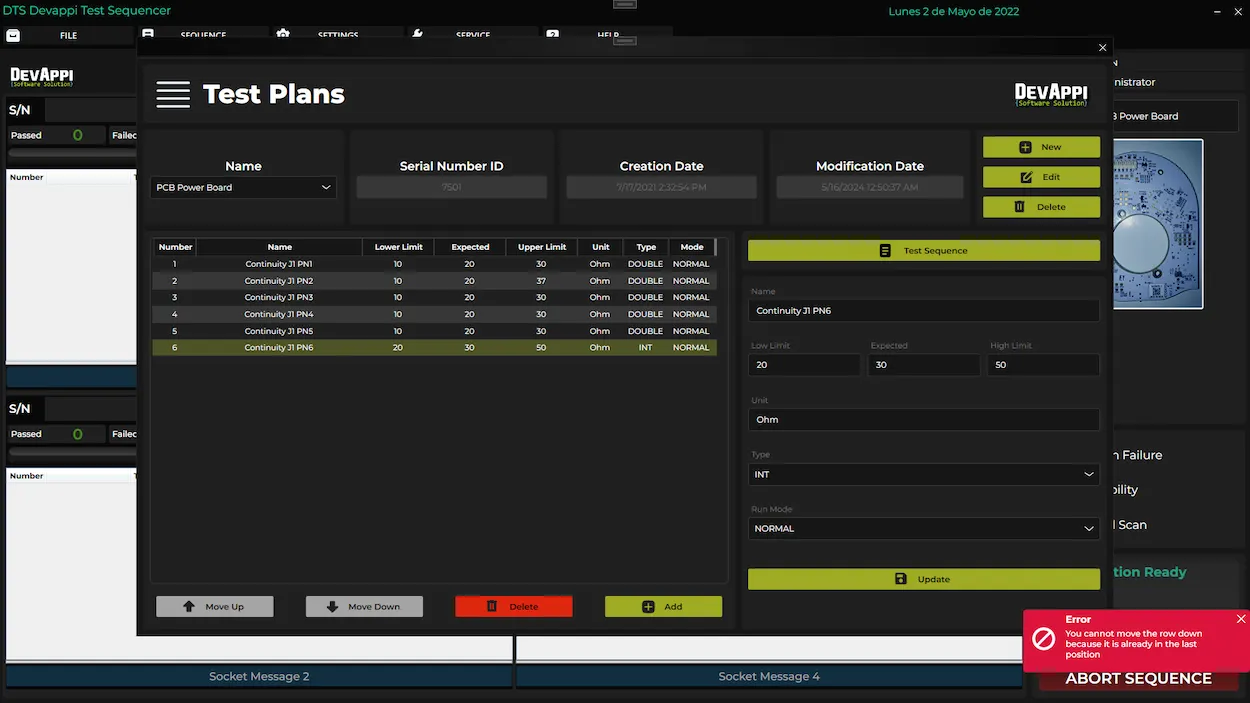 DTS Devappi Test Sequencer
Lunes 2 de Mayo de 2022
FILE
SEQUENCE
SETTINGS
SERVICE
HELP
DEVAPPI
{Software Solution}
Test Plans
DEVAPPI
{Software Solution}
nistrator
S/N
Passed 0 Failed
Number
Name
PCB Power Board
Serial Number ID
7501
Creation Date
7/17/2021 2:32:54 PM
Modification Date
5/16/2024 12:50:37 AM
New
Edit
Delete
Power Board
Number Name Lower Limit Expected Upper Limit Unit Type Mode
1 Continuity J1 PN1 10 20 30 Ohm DOUBLE NORMAL
2 Continuity J1 PN2 10 20 37 Ohm DOUBLE NORMAL
3 Continuity J1 PN3 10 20 30 Ohm DOUBLE NORMAL
4 Continuity J1 PN4 10 20 30 Ohm DOUBLE NORMAL
5 Continuity J1 PN5 10 20 30 Ohm DOUBLE NORMAL
6 Continuity J1 PN6 20 30 50 Ohm INT NORMAL
Test Sequence
Name
Continuity J1 PN6
Low Limit Expected High Limit
20 30 50
Unit
Ohm
Type
INT
Run Mode
NORMAL
Update
S/N
Passed 0 Failed
Number
Failure
bility
Scan
tion Ready
Move Up
Move Down
Delete
Add
Error
You cannot move the row down
because it is already in the last
position
Socket Message 2
Socket Message 4
ABORT SEQUENCE